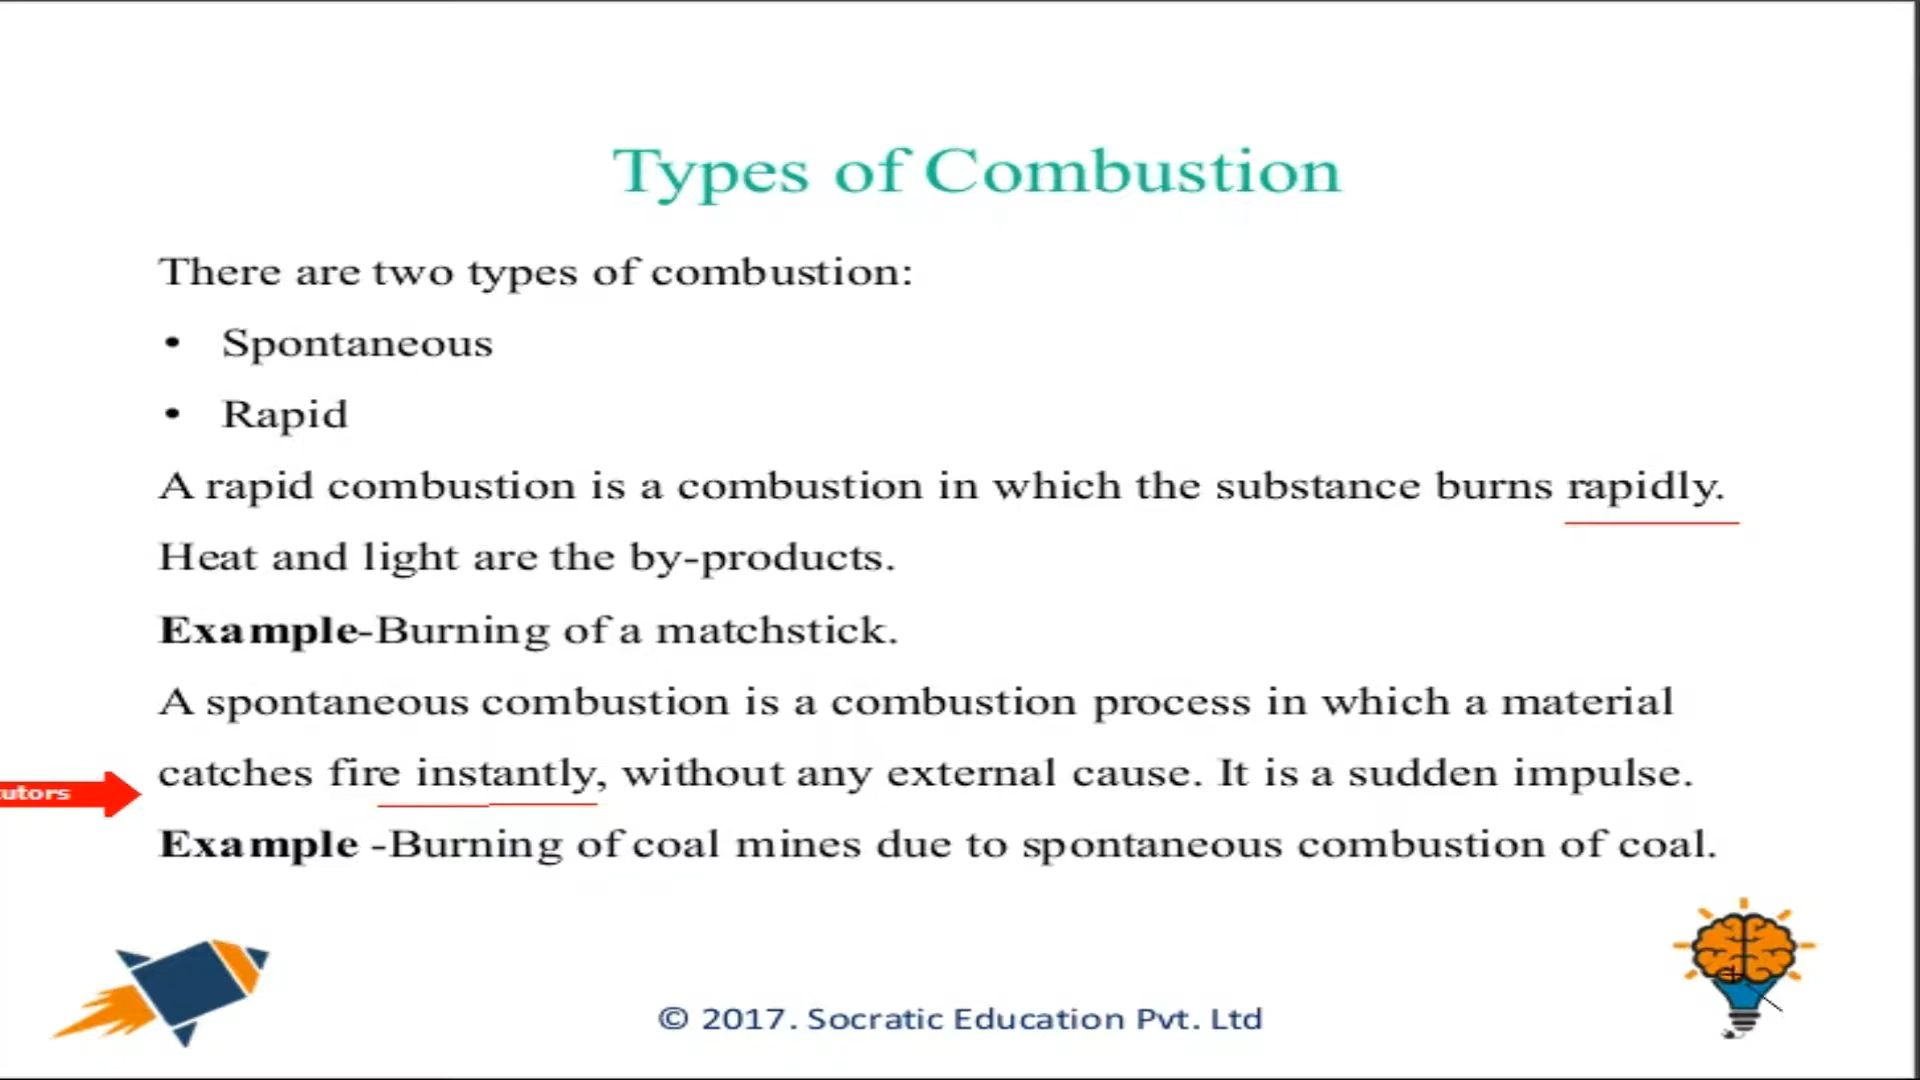 Types of Combustion
There are two types of combustion:
• Spontaneous
• Rapid
A rapid combustion is a combustion in which the substance burns rapidly.
Heat and light are the by-products.
Example-Burning of a matchstick.
A spontaneous combustion is a combustion process in which a material
catches fire instantly, without any external cause. It is a sudden impulse.
utors
Example -Burning of coal mines due to spontaneous combustion of coal.
© 2017. Socratic Education Pvt. Ltd